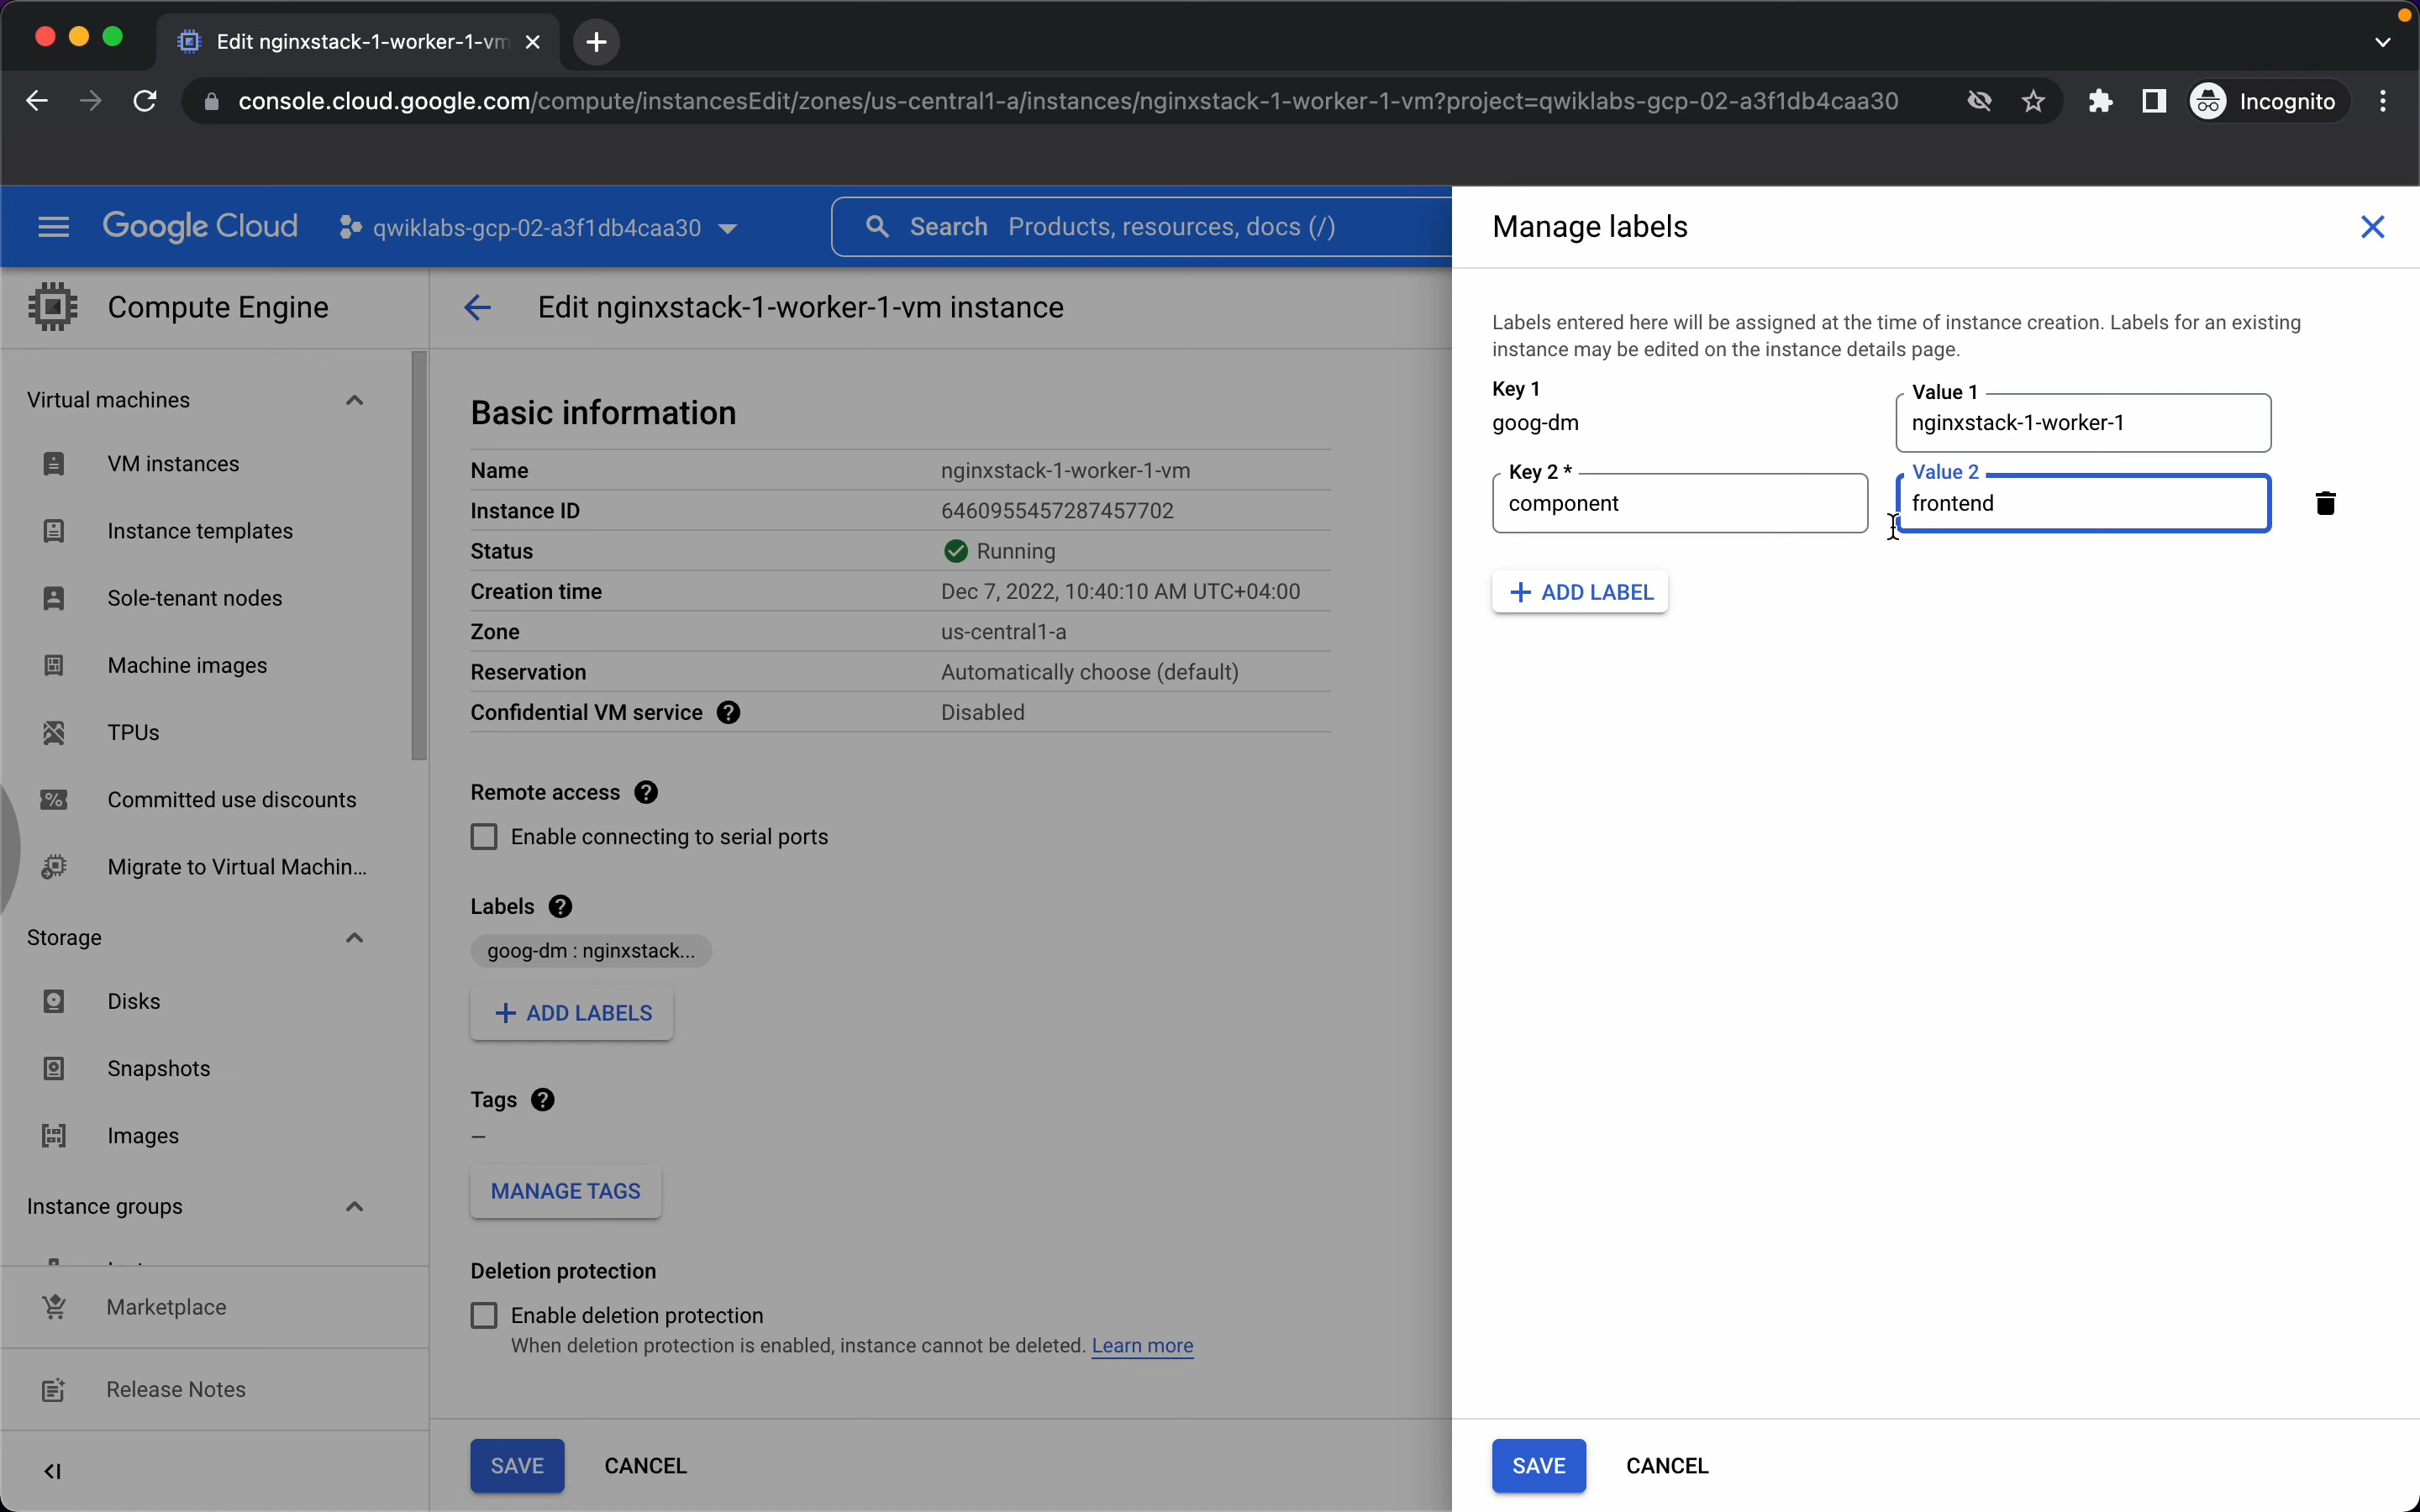 Edit nginxstack-1-worker-1-vm
console.cloud.google.com/compute/instancesEdit/zones/us-central1-a/instances/nginxstack-1-worker-1-vm?project=qwiklabs-gcp-02-a3f1db4caa30
Incognito
Google Cloud
qwiklabs-gcp-02-a3f1db4caa30
Search Products, resources, docs (/)
Compute Engine
Virtual machines
VM instances
Instance templates
Sole-tenant nodes
Machine images
TPUs
Committed use discounts
Migrate to Virtual Machin...
Storage
Disks
Snapshots
Images
Instance groups
Marketplace
Release Notes
Edit nginxstack-1-worker-1-vm instance
Basic information
Name nginxstack-1-worker-1-vm
Instance ID 6460955457287457702
Status Running
Creation time Dec 7, 2022, 10:40:10 AM UTC+04:00
Zone us-central1-a
Reservation Automatically choose (default)
Confidential VM service Disabled
Remote access
Enable connecting to serial ports
Labels
goog-dm : nginxstack...
+ ADD LABELS
Tags
–
MANAGE TAGS
Deletion protection
Enable deletion protection
When deletion protection is enabled, instance cannot be deleted. Learn more
SAVE CANCEL
Manage labels
Labels entered here will be assigned at the time of instance creation. Labels for an existing
instance may be edited on the instance details page.
Key 1
goog-dm
Value 1
nginxstack-1-worker-1
Key 2 *
component
Value 2
frontend
+ ADD LABEL
SAVE CANCEL